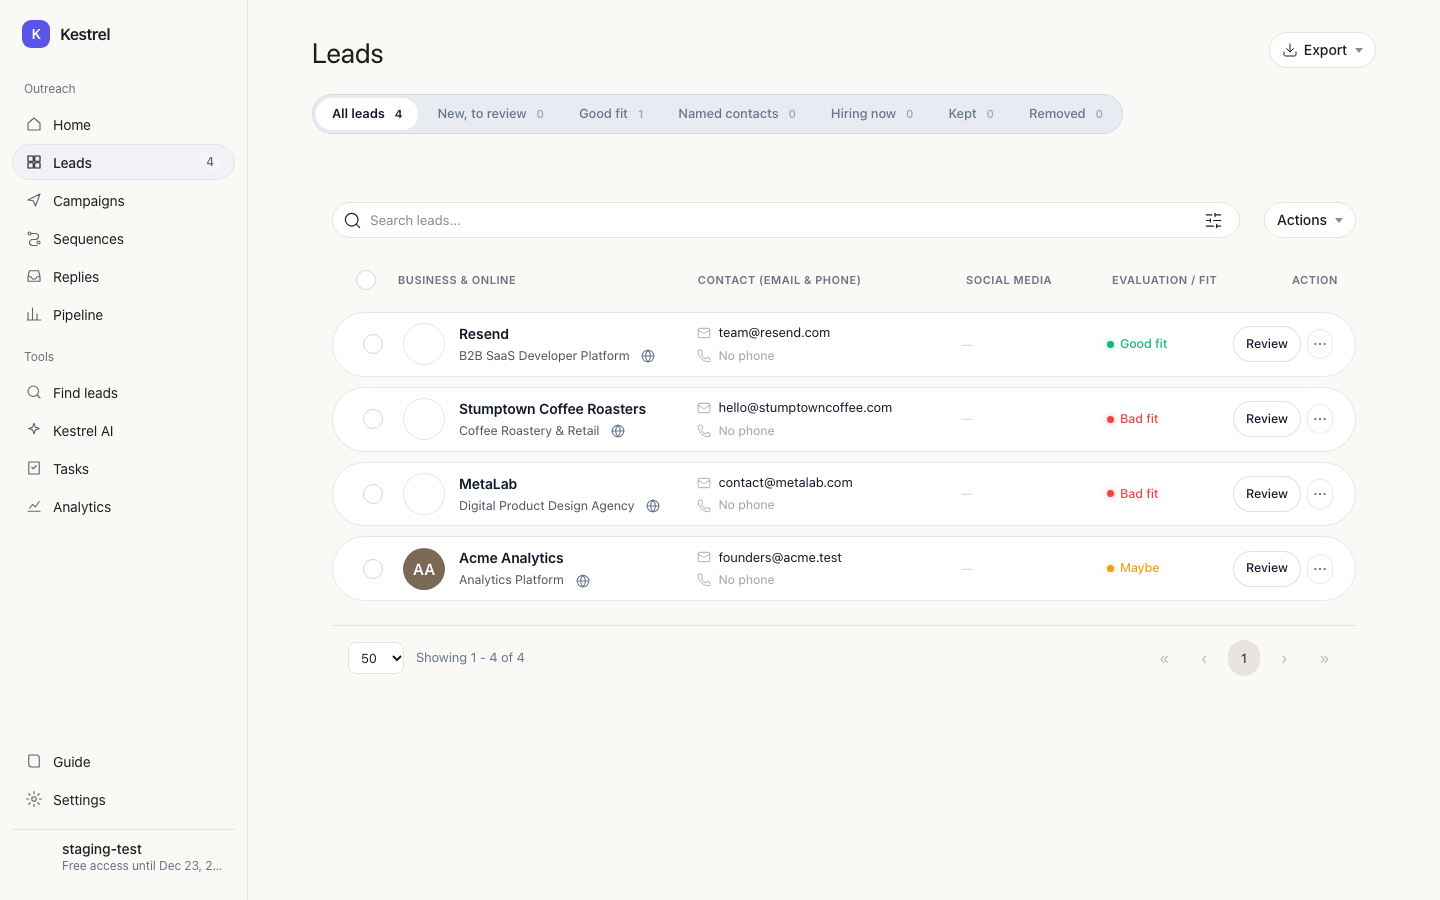 K Kestrel
Outreach
Home
Leads 4
Campaigns
Sequences
Replies
Pipeline
Tools
Find leads
Kestrel AI
Tasks
Analytics
Guide
Settings
staging-test
Free access until Dec 23, 2...
Leads
Export
All leads 4 New, to review 0 Good fit 1 Named contacts 0 Hiring now 0 Kept 0 Removed 0
Search leads...
Actions
BUSINESS & ONLINE CONTACT (EMAIL & PHONE) SOCIAL MEDIA EVALUATION / FIT ACTION
Resend
B2B SaaS Developer Platform
team@resend.com
No phone
—
Good fit
Review ...
Stumptown Coffee Roasters
Coffee Roastery & Retail
hello@stumptowncoffee.com
No phone
—
Bad fit
Review ...
MetaLab
Digital Product Design Agency
contact@metalab.com
No phone
—
Bad fit
Review ...
AA
Acme Analytics
Analytics Platform
founders@acme.test
No phone
—
Maybe
Review ...
50 Showing 1 - 4 of 4
« ‹ 1 › »